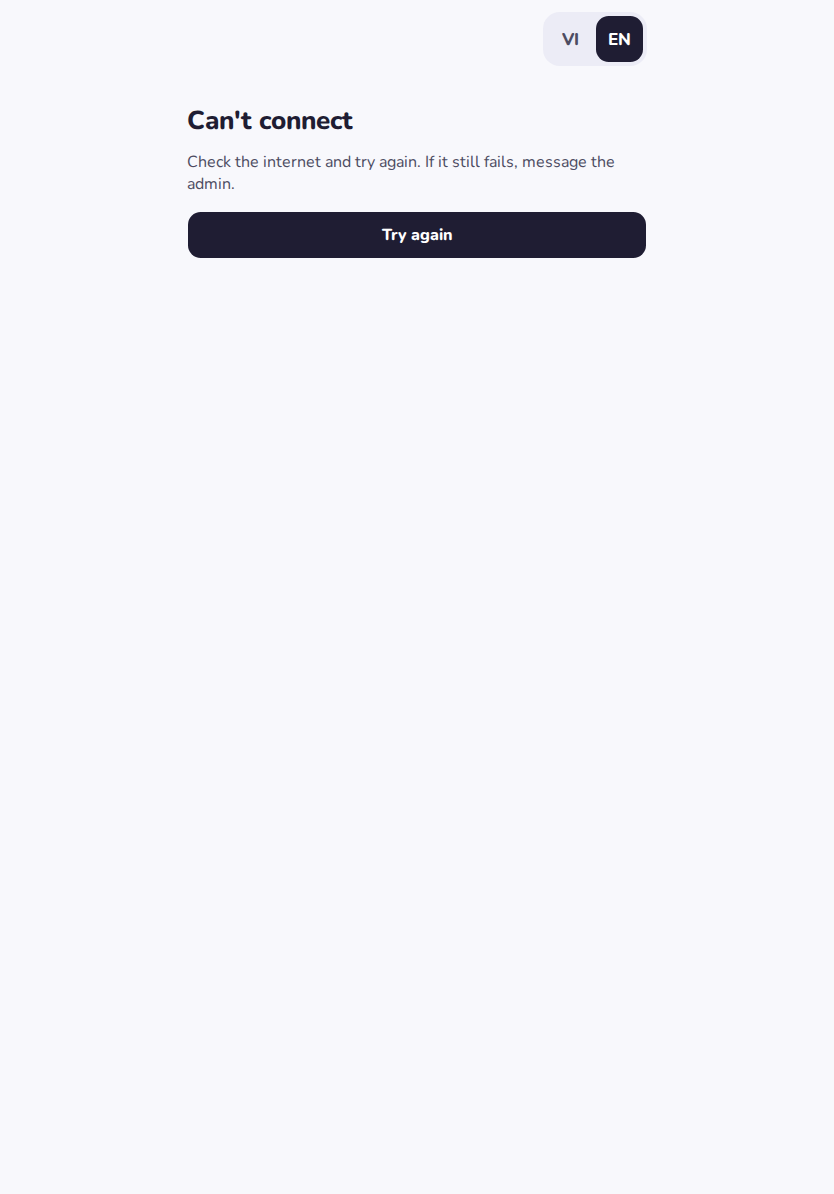 VI EN
Can't connect
Check the internet and try again. If it still fails, message the
admin.
Try again